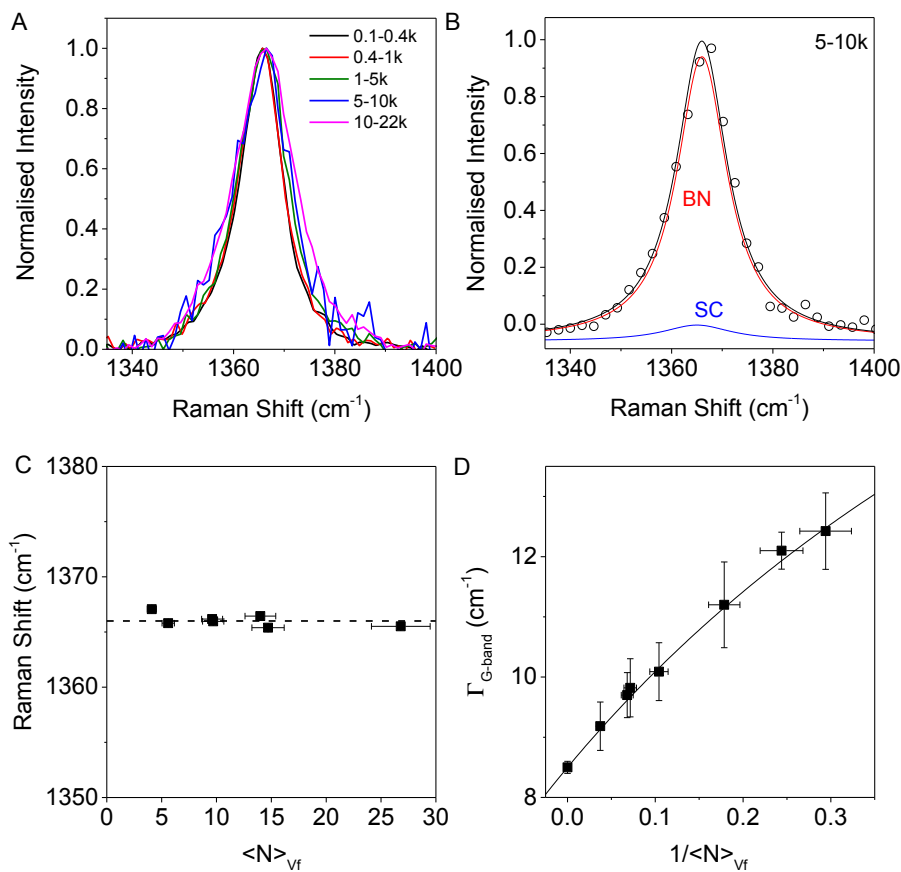 A
0.1-0.4k
0.4-1k
1-5k
5-10k
10-22k
Normalised Intensity
1.0
0.8
0.6
0.4
0.2
0.0
1340 1360 1380 1400
Raman Shift (cm⁻¹)
B
5-10k
BN
SC
Normalised Intensity
1.0
0.8
0.6
0.4
0.2
0.0
1340 1360 1380 1400
Raman Shift (cm⁻¹)
C
Raman Shift (cm⁻¹)
1380
1370
1360
1350
0 5 10 15 20 25 30
<N>Vf
D
ΓG-band (cm⁻¹)
12
10
8
0.0 0.1 0.2 0.3
1/<N>Vf